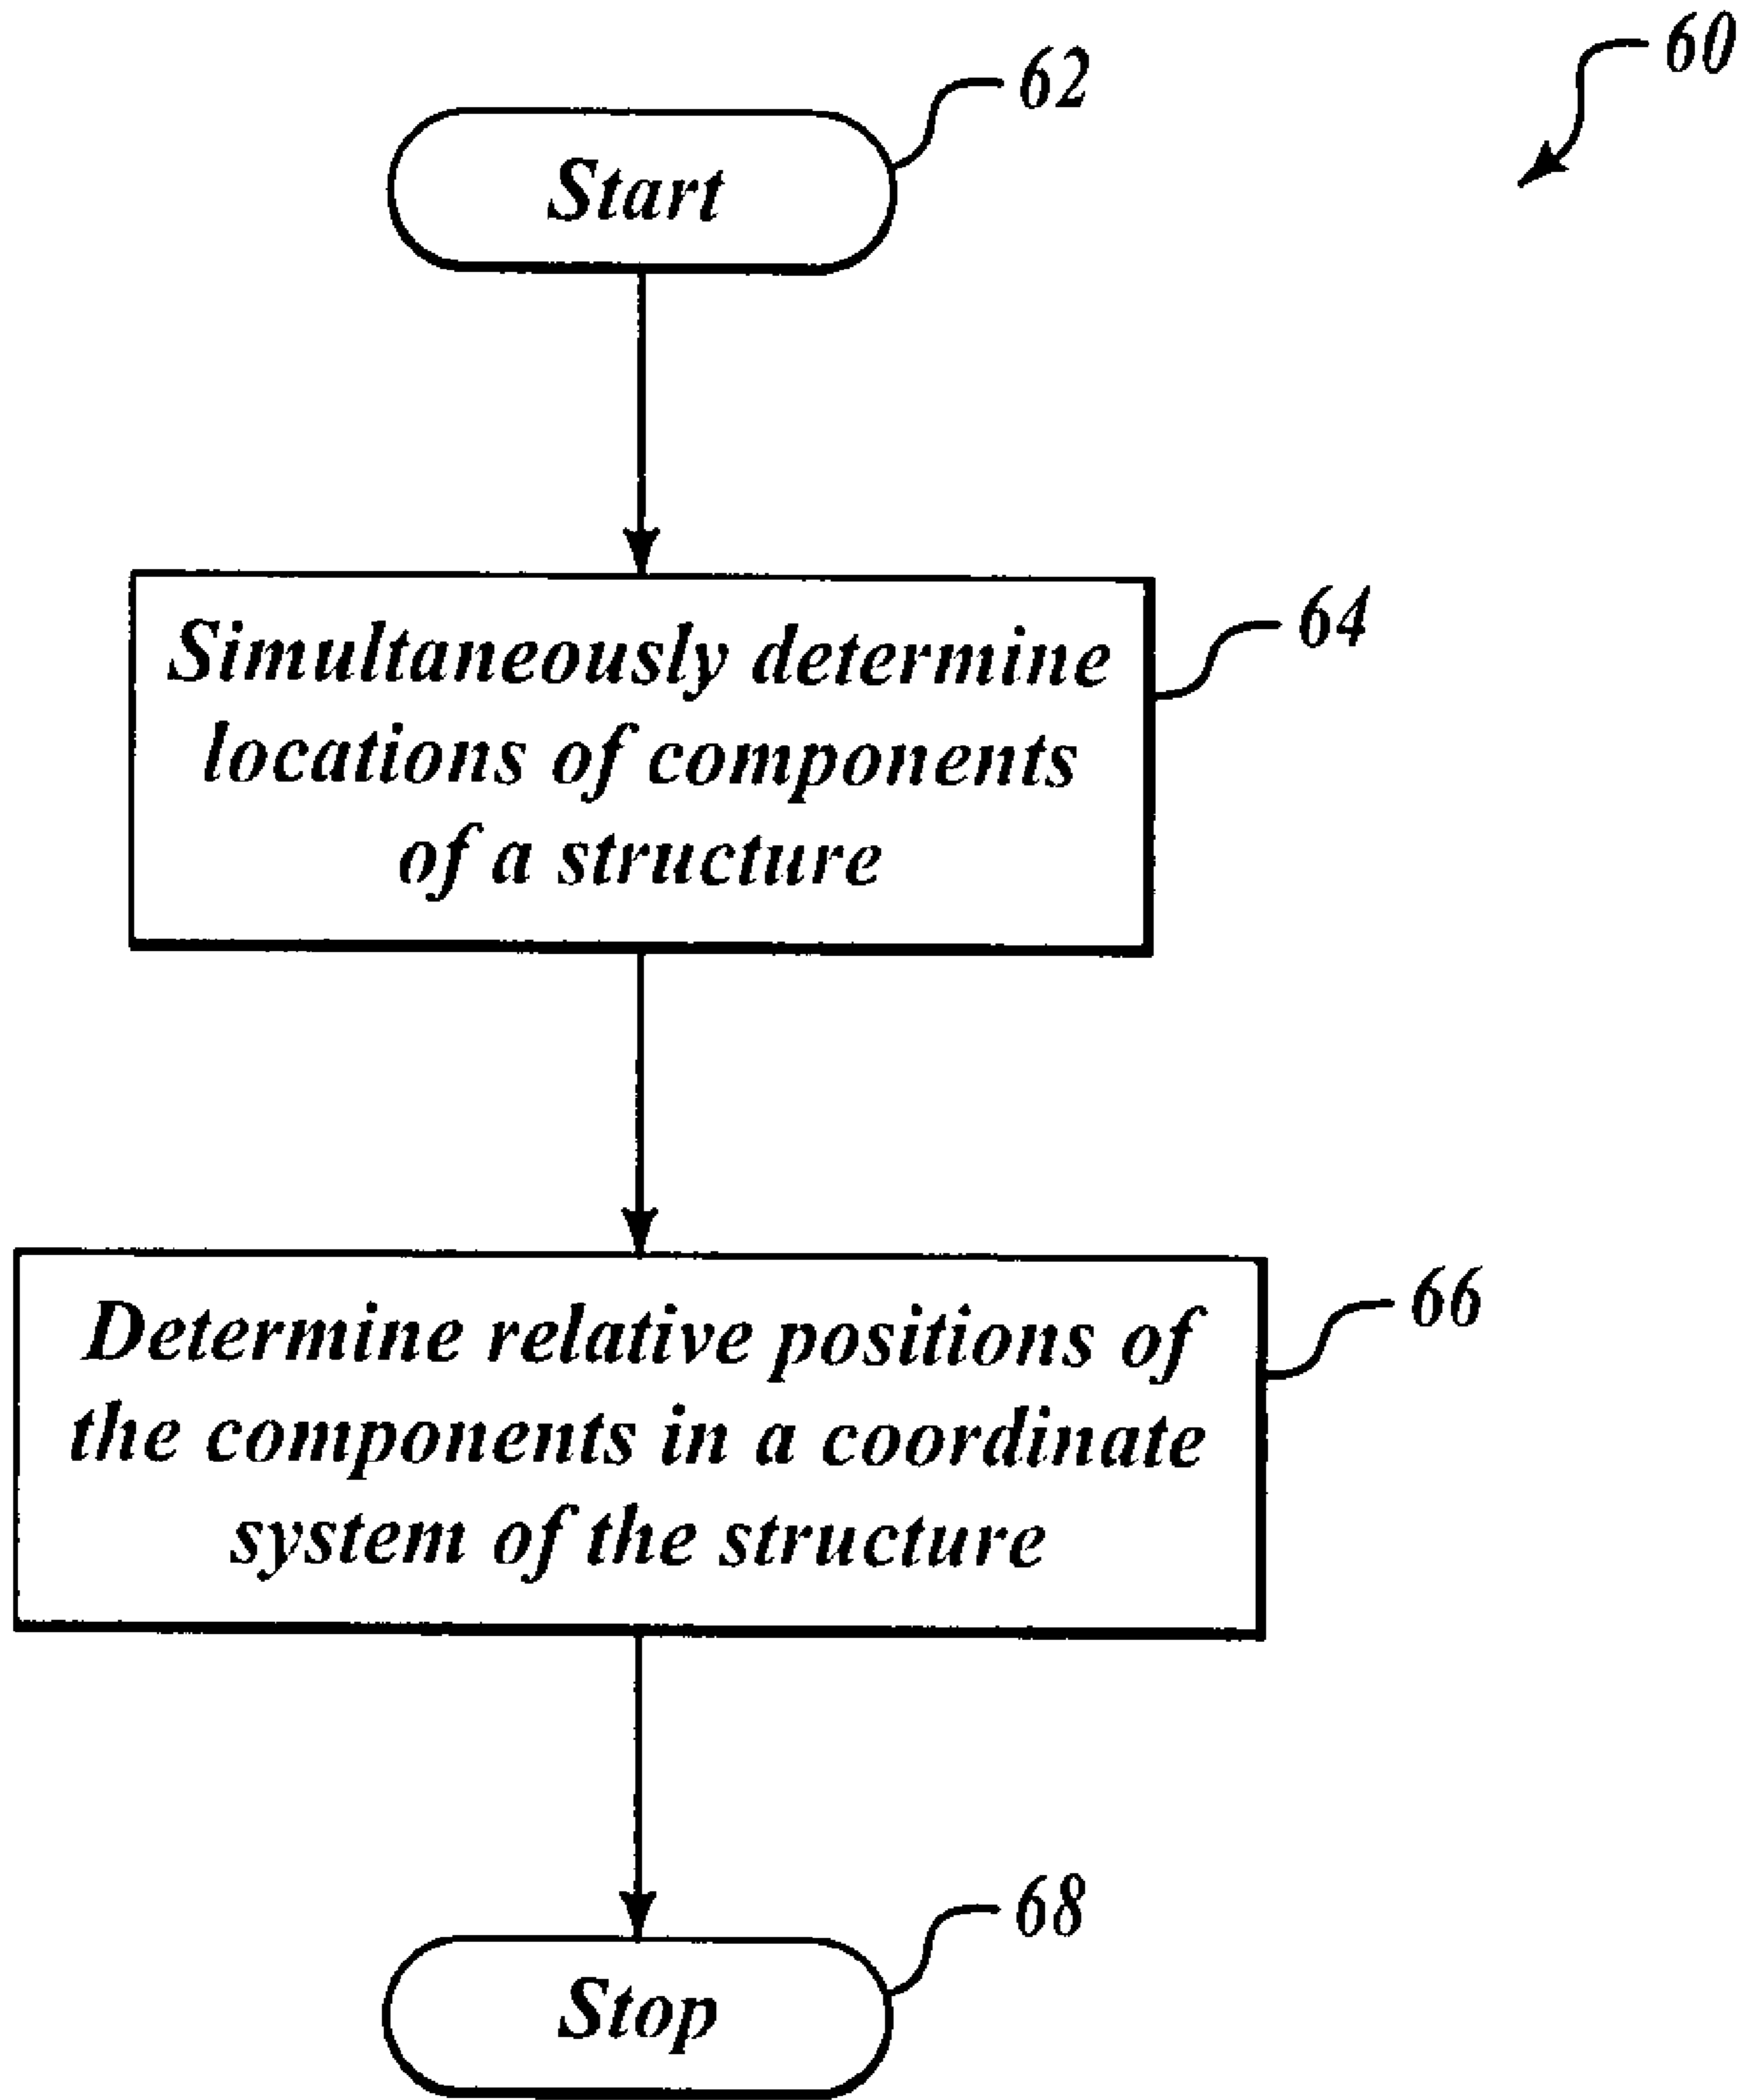 60
62
Start
64
Simultaneously determine
locations of components
of a structure
66
Determine relative positions of
the components in a coordinate
system of the structure
68
Stop